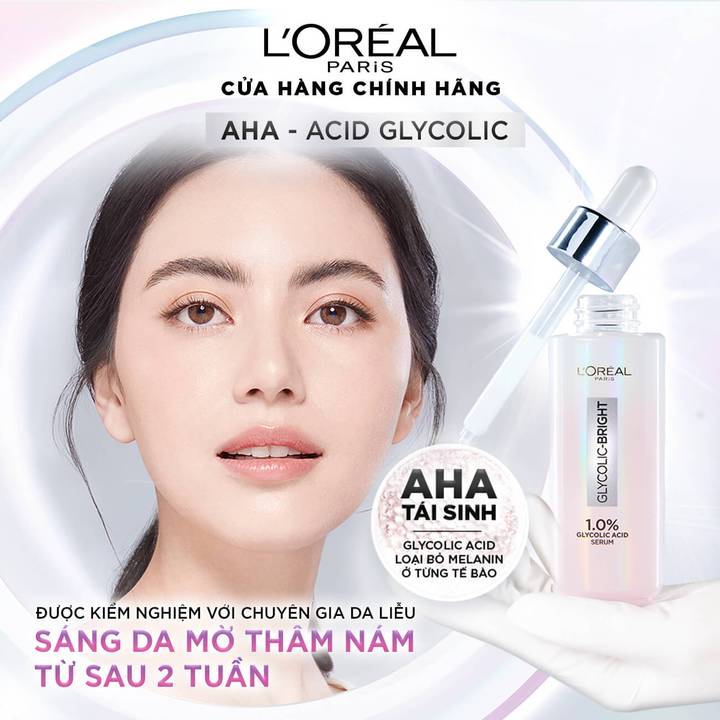 L'ORÉAL
PARIS
CỬA HÀNG CHÍNH HÃNG
AHA - ACID GLYCOLIC
L'ORÉAL
PARIS
GLYCOLIC-BRIGHT
1.0%
GLYCOLIC ACID
SERUM
AHA
TÁI SINH
GLYCOLIC ACID
LOẠI BỎ MELANIN
Ở TỪNG TẾ BÀO
ĐƯỢC KIỂM NGHIỆM VỚI CHUYÊN GIA DA LIỄU
SÁNG DA MỜ THÂM NÁM
TỪ SAU 2 TUẦN